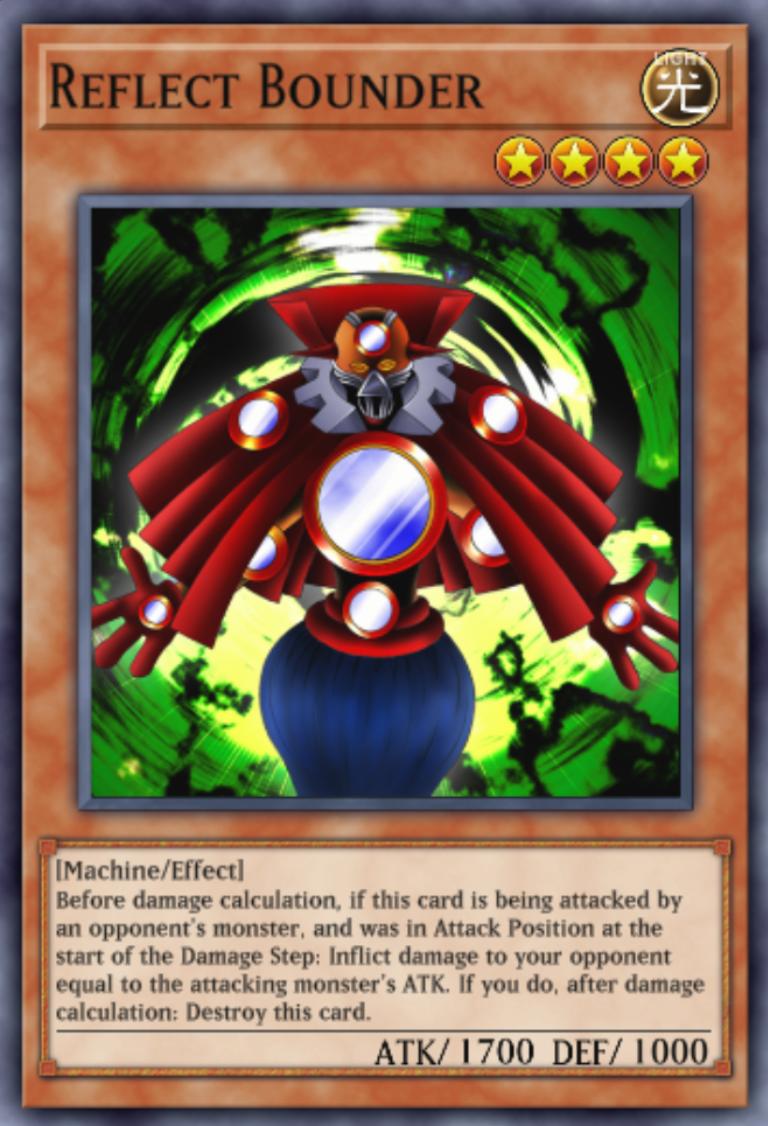 REFLECT BOUNDER
LIGHT
光
[Machine/Effect]
Before damage calculation, if this card is being attacked by
an opponent's monster, and was in Attack Position at the
start of the Damage Step: Inflict damage to your opponent
equal to the attacking monster's ATK. If you do, after damage
calculation: Destroy this card.
ATK/ 1700 DEF/ 1000